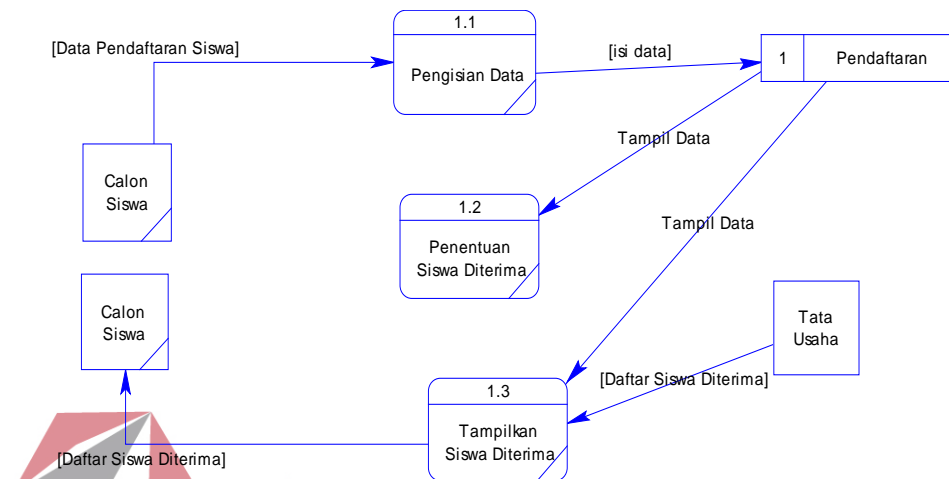 1.1
[Data Pendaftaran Siswa]
Pengisian Data
[isi data]
1
Pendaftaran
Tampil Data
Calon
Siswa
1.2
Penentuan
Siswa Diterima
Tampil Data
Calon
Siswa
Tata
Usaha
[Daftar Siswa Diterima]
1.3
Tampilkan
Siswa Diterima
[Daftar Siswa Diterima]